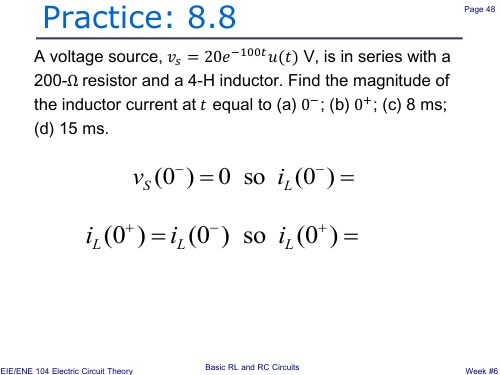 Page 48
Practice: 8.8
A voltage source, 𝑣ₛ = 20𝑒^{−100𝑡}𝑢(𝑡) V, is in series with a
200-Ω resistor and a 4-H inductor. Find the magnitude of
the inductor current at 𝑡 equal to (a) 0⁻; (b) 0⁺; (c) 8 ms;
(d) 15 ms.
v_S(0⁻) = 0 so i_L(0⁻) =
i_L(0⁺) = i_L(0⁻) so i_L(0⁺) =
EIE/ENE 104 Electric Circuit Theory
Basic RL and RC Circuits
Week #6